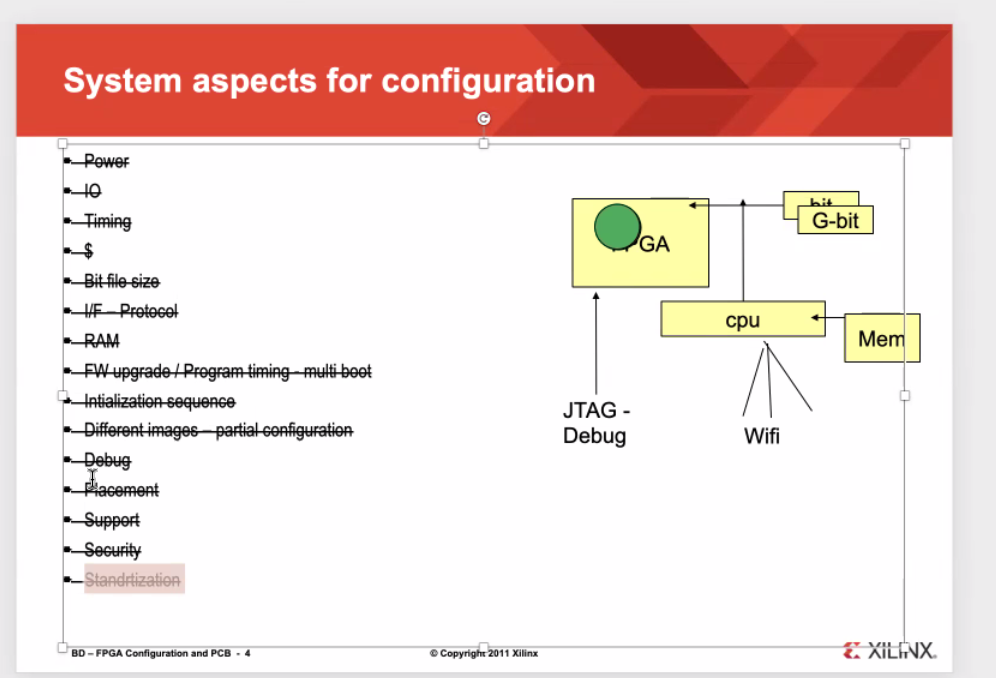 System aspects for configuration
Power
IO
Timing
$
Bit file size
I/F – Protocol
RAM
FW upgrade / Program timing - multi boot
Intialization sequence
Different images – partial configuration
Debug
Placement
Support
Security
Standrtization
bit
G-bit
FPGA
cpu
Mem
JTAG -
Debug
Wifi
BD – FPGA Configuration and PCB - 4
© Copyright 2011 Xilinx
XILINX.